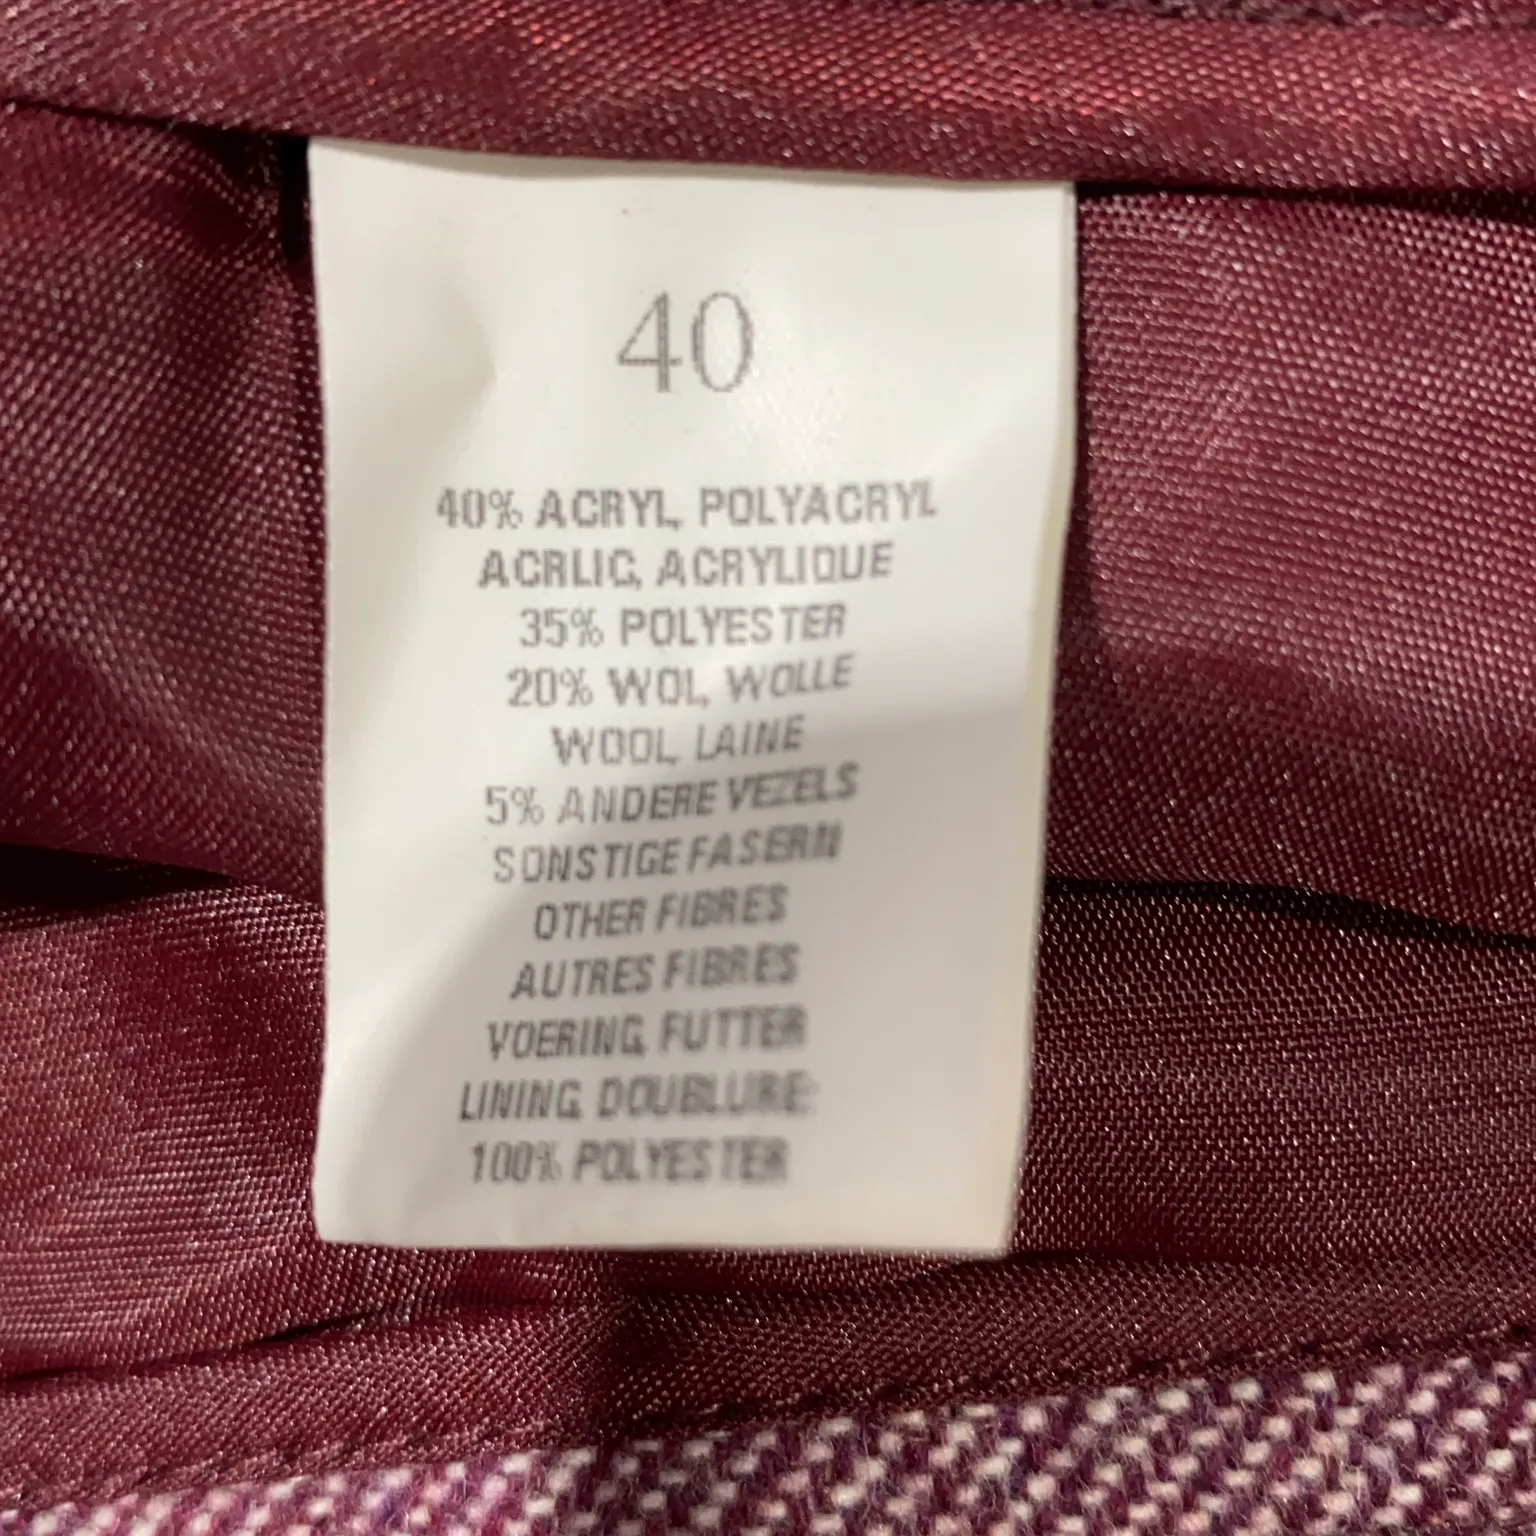 40
40% ACRYL, POLYACRYL
ACRLIC, ACRYLIQUE
35% POLYESTER
20% WOL, WOLLE
WOOL, LAINE
5% ANDERE VEZELS
SONSTIGE FASERN
OTHER FIBRES
AUTRES FIBRES
VOERING, FUTTER
LINING, DOUBLURE:
100% POLYESTER